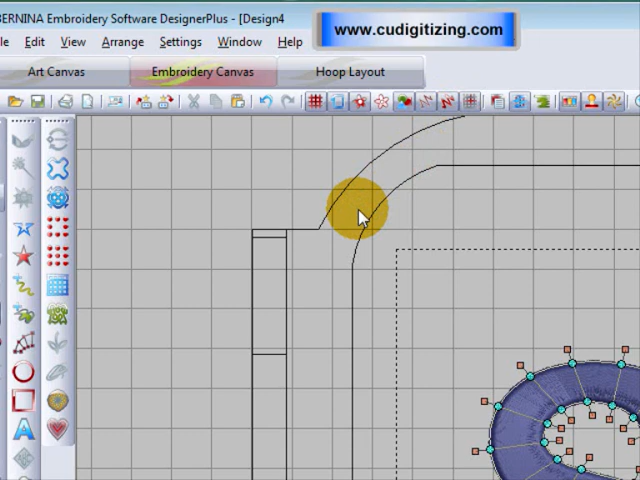 BERNINA Embroidery Software DesignerPlus - [Design4
www.cudigitizing.com
le Edit View Arrange Settings Window Help
Art Canvas Embroidery Canvas Hoop Layout